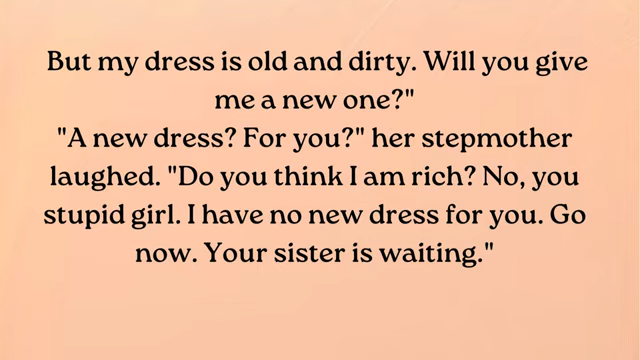 But my dress is old and dirty. Will you give
me a new one?"
"A new dress? For you?" her stepmother
laughed. "Do you think I am rich? No, you
stupid girl. I have no new dress for you. Go
now. Your sister is waiting."